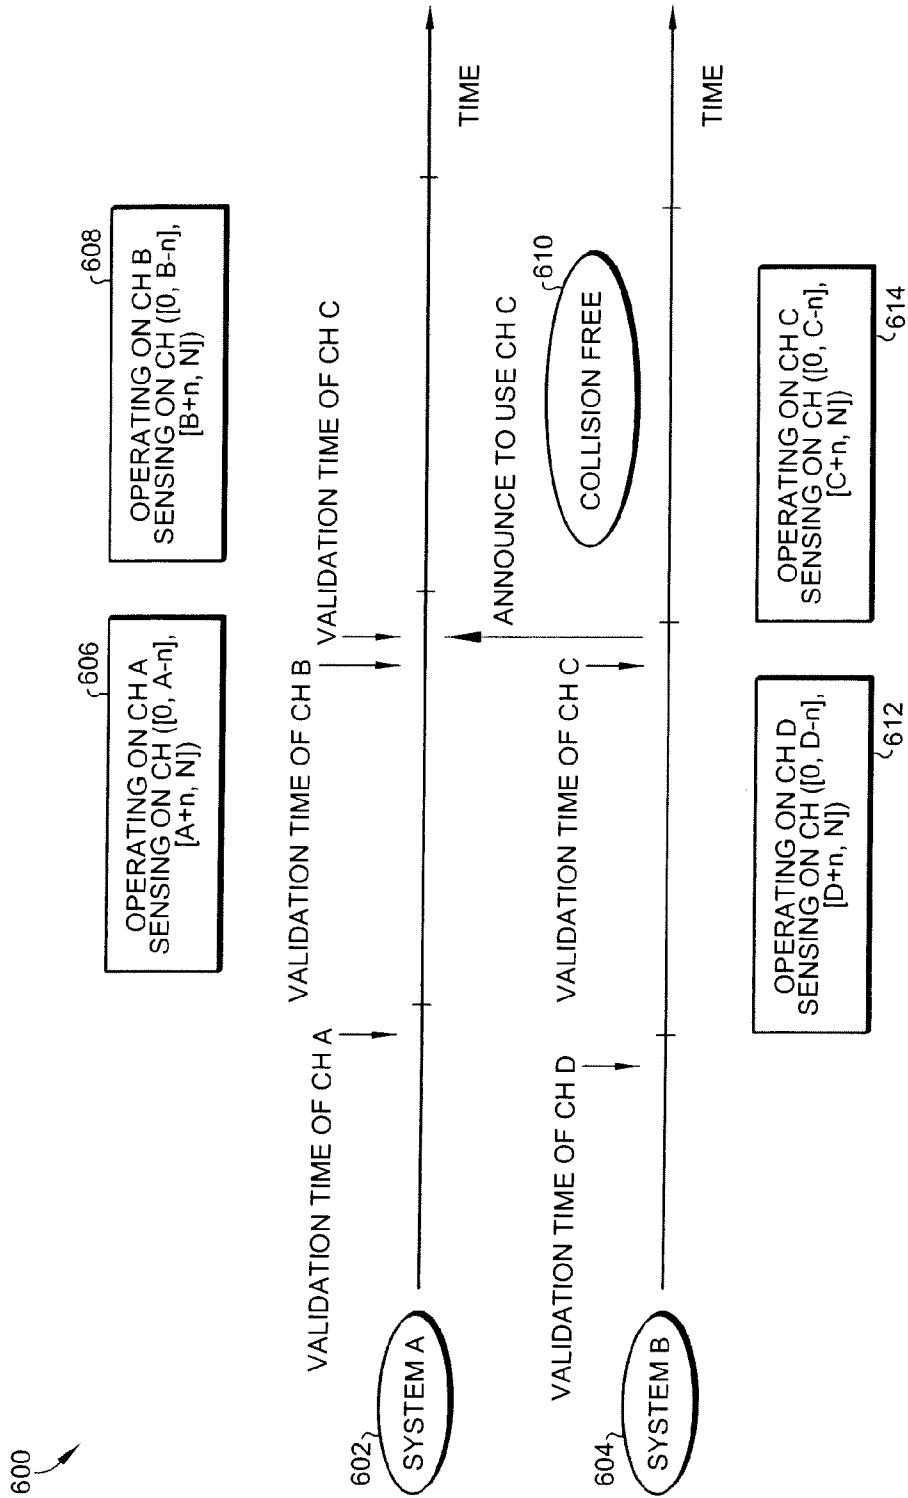 600
606
OPERATING ON CH A
SENSING ON CH ([0, A-n],
[A+n, N])
608
OPERATING ON CH B
SENSING ON CH ([0, B-n],
[B+n, N])
VALIDATION TIME OF CH A
VALIDATION TIME OF CH B
VALIDATION TIME OF CH C
602
SYSTEM A
TIME
ANNOUNCE TO USE CH C
610
COLLISION FREE
VALIDATION TIME OF CH D
VALIDATION TIME OF CH C
604
SYSTEM B
TIME
OPERATING ON CH D
SENSING ON CH ([0, D-n],
[D+n, N])
612
OPERATING ON CH C
SENSING ON CH ([0, C-n],
[C+n, N])
614